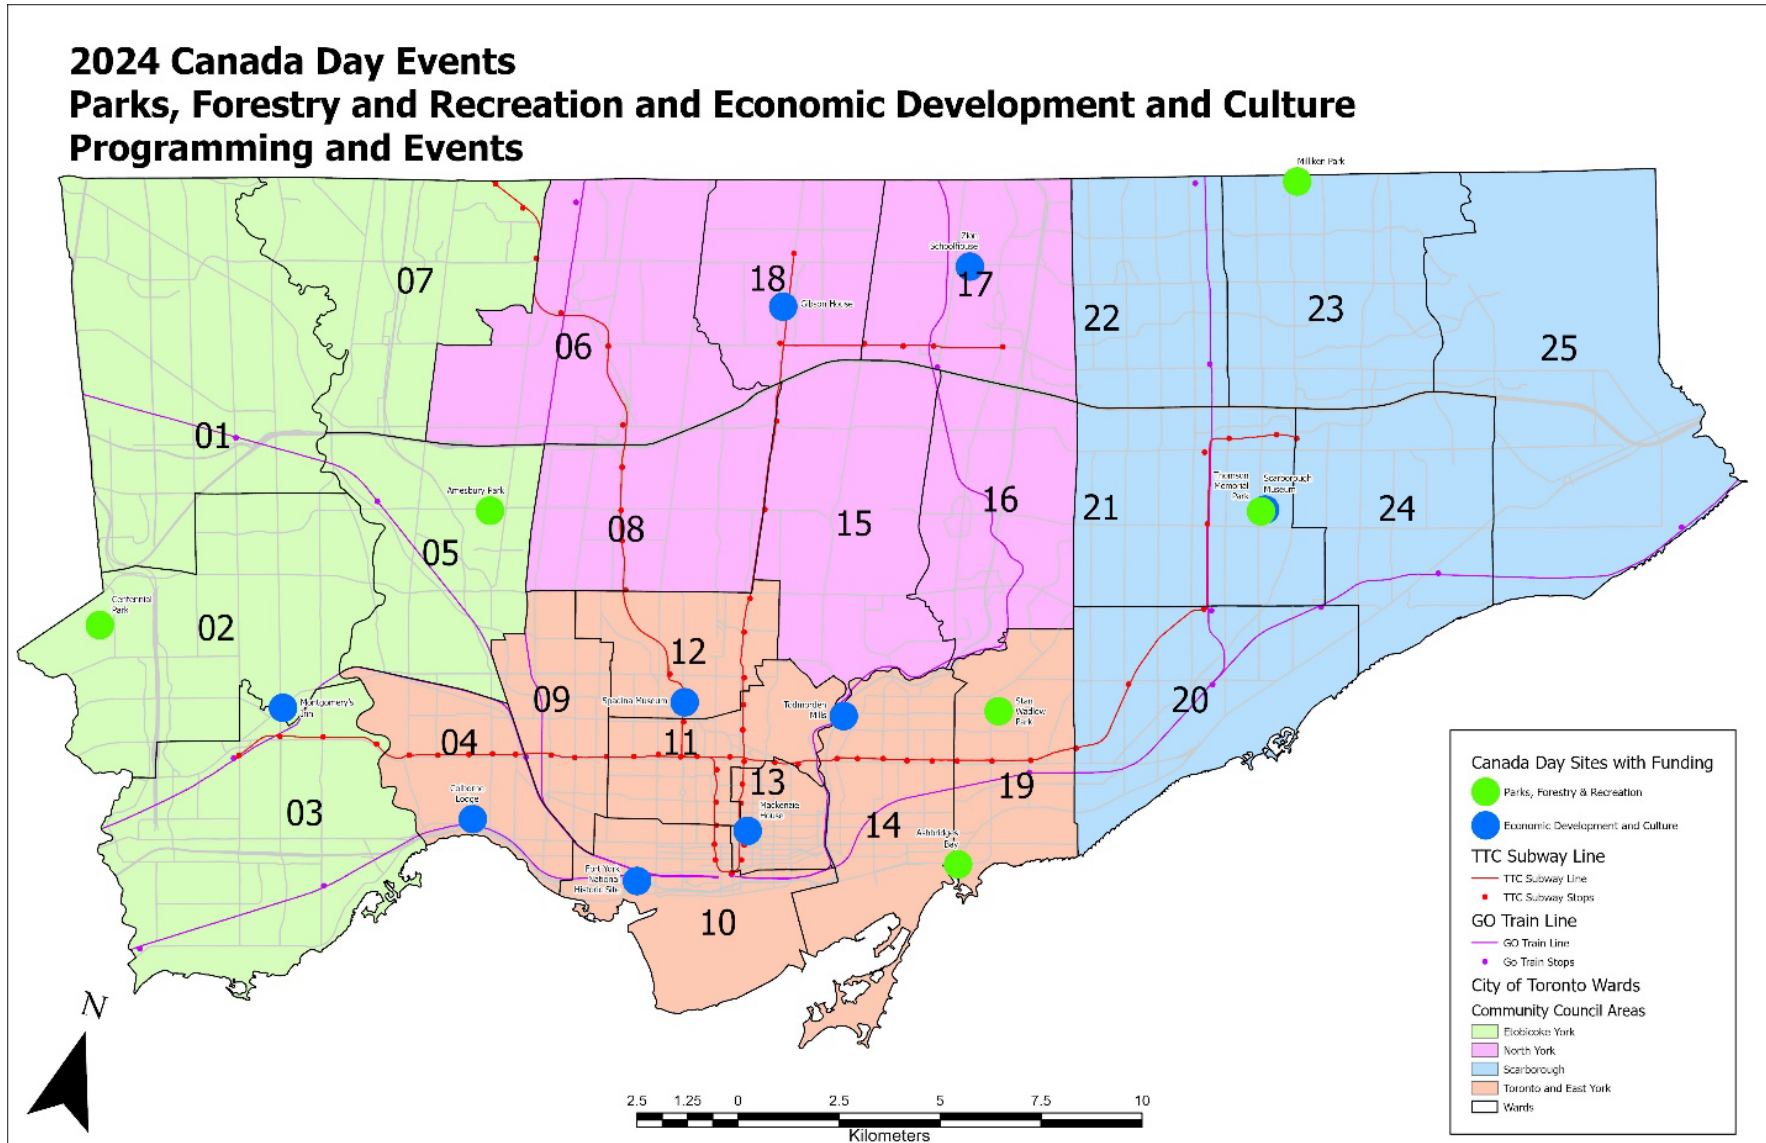 2024 Canada Day Events
Parks, Forestry and Recreation and Economic Development and Culture
Programming and Events
Milliken Park
Zion
Schoolhouse
07
18
17
Gibson House
22
23
06
25
01
Amesbury Park
Thomson
Memorial
Park
Scarborough
Museum
16
21
24
15
08
05
Centennial
Park
02
12
09
Spadina Museum
Montgomery's
Inn
Todmorden
Mills
Stan
Wadlow
Park
20
04
11
13
19
Colborne
Lodge
Mackenzie
House
03
14
Ashbridges
Bay
Fort York
National
Historic Site
10
N
Canada Day Sites with Funding
Parks, Forestry & Recreation
Economic Development and Culture
TTC Subway Line
TTC Subway Line
TTC Subway Stops
GO Train Line
GO Train Line
Go Train Stops
City of Toronto Wards
Community Council Areas
Etobicoke York
North York
Scarborough
Toronto and East York
Wards
2.5 1.25 0 2.5 5 7.5 10
Kilometers